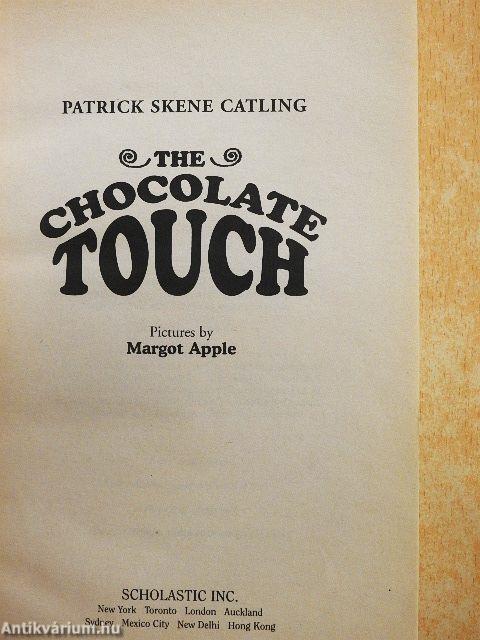 PATRICK SKENE CATLING
THE
CHOCOLATE
TOUCH
Pictures by
Margot Apple
SCHOLASTIC INC.
New York Toronto London Auckland
Sydney Mexico City New Delhi Hong Kong
Antikvárium.hu